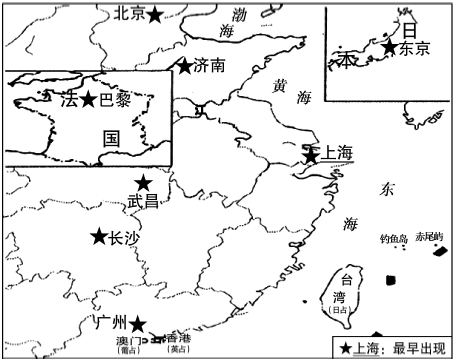 北京
渤
海
济南
日
本
东京
黄
海
法
巴黎
国
上海
武昌
东
海
长沙
钓鱼岛
赤尾屿
台
湾
(日占)
广州
澳门
(葡占)
香港
(英占)
上海：最早出现